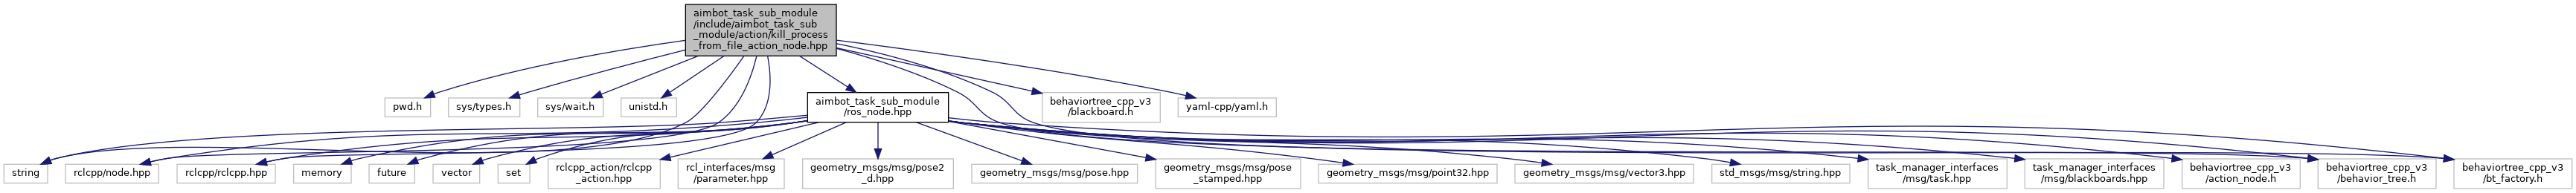 aimbot_task_sub_module
/include/aimbot_task_sub
_module/action/kill_process
_from_file_action_node.hpp
pwd.h
sys/types.h
sys/wait.h
unistd.h
aimbot_task_sub_module
/ros_node.hpp
behaviortree_cpp_v3
/blackboard.h
yaml-cpp/yaml.h
string
rclcpp/node.hpp
rclcpp/rclcpp.hpp
memory
future
vector
set
rclcpp_action/rclcpp
_action.hpp
rcl_interfaces/msg
/parameter.hpp
geometry_msgs/msg/pose2
_d.hpp
geometry_msgs/msg/pose.hpp
geometry_msgs/msg/pose
_stamped.hpp
geometry_msgs/msg/point32.hpp
geometry_msgs/msg/vector3.hpp
std_msgs/msg/string.hpp
task_manager_interfaces
/msg/task.hpp
task_manager_interfaces
/msg/blackboards.hpp
behaviortree_cpp_v3
/action_node.h
behaviortree_cpp_v3
/behavior_tree.h
behaviortree_cpp_v3
/bt_factory.h